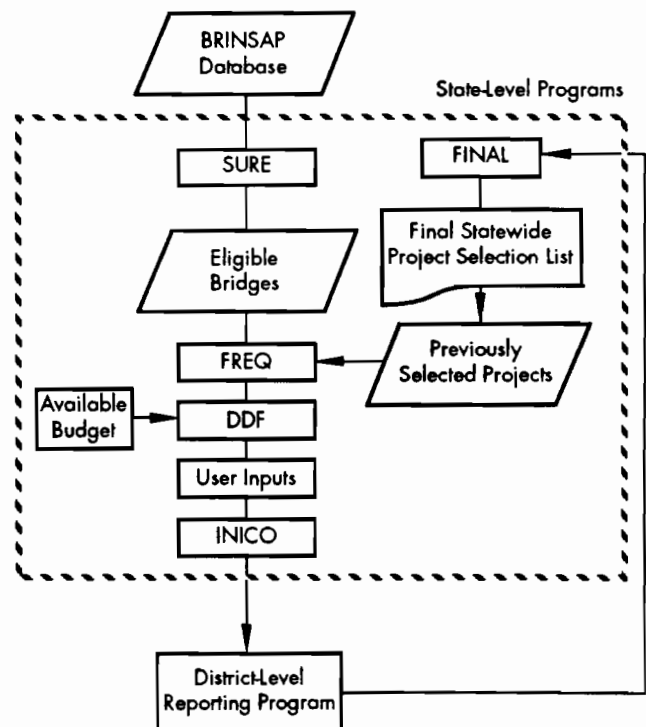 BRINSAP
Database
State-Level Programs
SURE
FINAL
Final Statewide
Project Selection List
Eligible
Bridges
Previously
Selected Projects
FREQ
Available
Budget
DDF
User Inputs
INICO
District-Level
Reporting Program